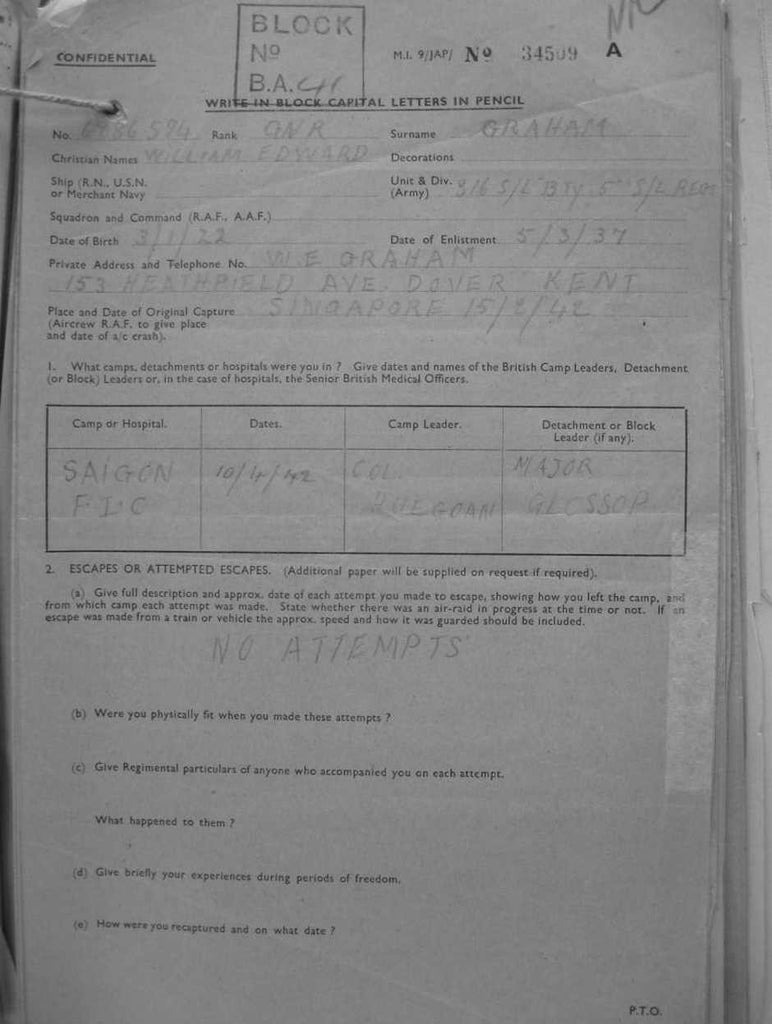 BLOCK
Nº
B.A.
CONFIDENTIAL
M.I. 9/JAP/ Nº 34509 A
WRITE IN BLOCK CAPITAL LETTERS IN PENCIL
No. Rank GNR Surname GRAHAM
Christian Names WILLIAM EDWARD Decorations
Ship (R.N., U.S.N. or Merchant Navy
Unit & Div. (Army) 316 S/L BTY. 5th S/L REGT
Squadron and Command (R.A.F., A.A.F.)
Date of Birth 3/1/22 Date of Enlistment 5/3/37
Private Address and Telephone No. W E GRAHAM
153 HEATHFIELD AVE. DOVER KENT
Place and Date of Original Capture SINGAPORE 15/2/42
(Aircrew R.A.F. to give place
and date of a/c crash).
1. What camps, detachments or hospitals were you in ? Give dates and names of the British Camp Leaders, Detachment
(or Block) Leaders or, in the case of hospitals, the Senior British Medical Officers.
Camp or Hospital. Dates. Camp Leader. Detachment or Block
Leader (if any).
SAIGON 10/4/42 COL. MAJOR
F.I.C GLOSSOP
2. ESCAPES OR ATTEMPTED ESCAPES. (Additional paper will be supplied on request if required).
(a) Give full description and approx. date of each attempt you made to escape, showing how you left the camp, and
from which camp each attempt was made. State whether there was an air-raid in progress at the time or not. If an
escape was made from a train or vehicle the approx. speed and how it was guarded should be included.
NO ATTEMPTS
(b) Were you physically fit when you made these attempts ?
(c) Give Regimental particulars of anyone who accompanied you on each attempt.
What happened to them ?
(d) Give briefly your experiences during periods of freedom.
(e) How were you recaptured and on what date ?
P.T.O.